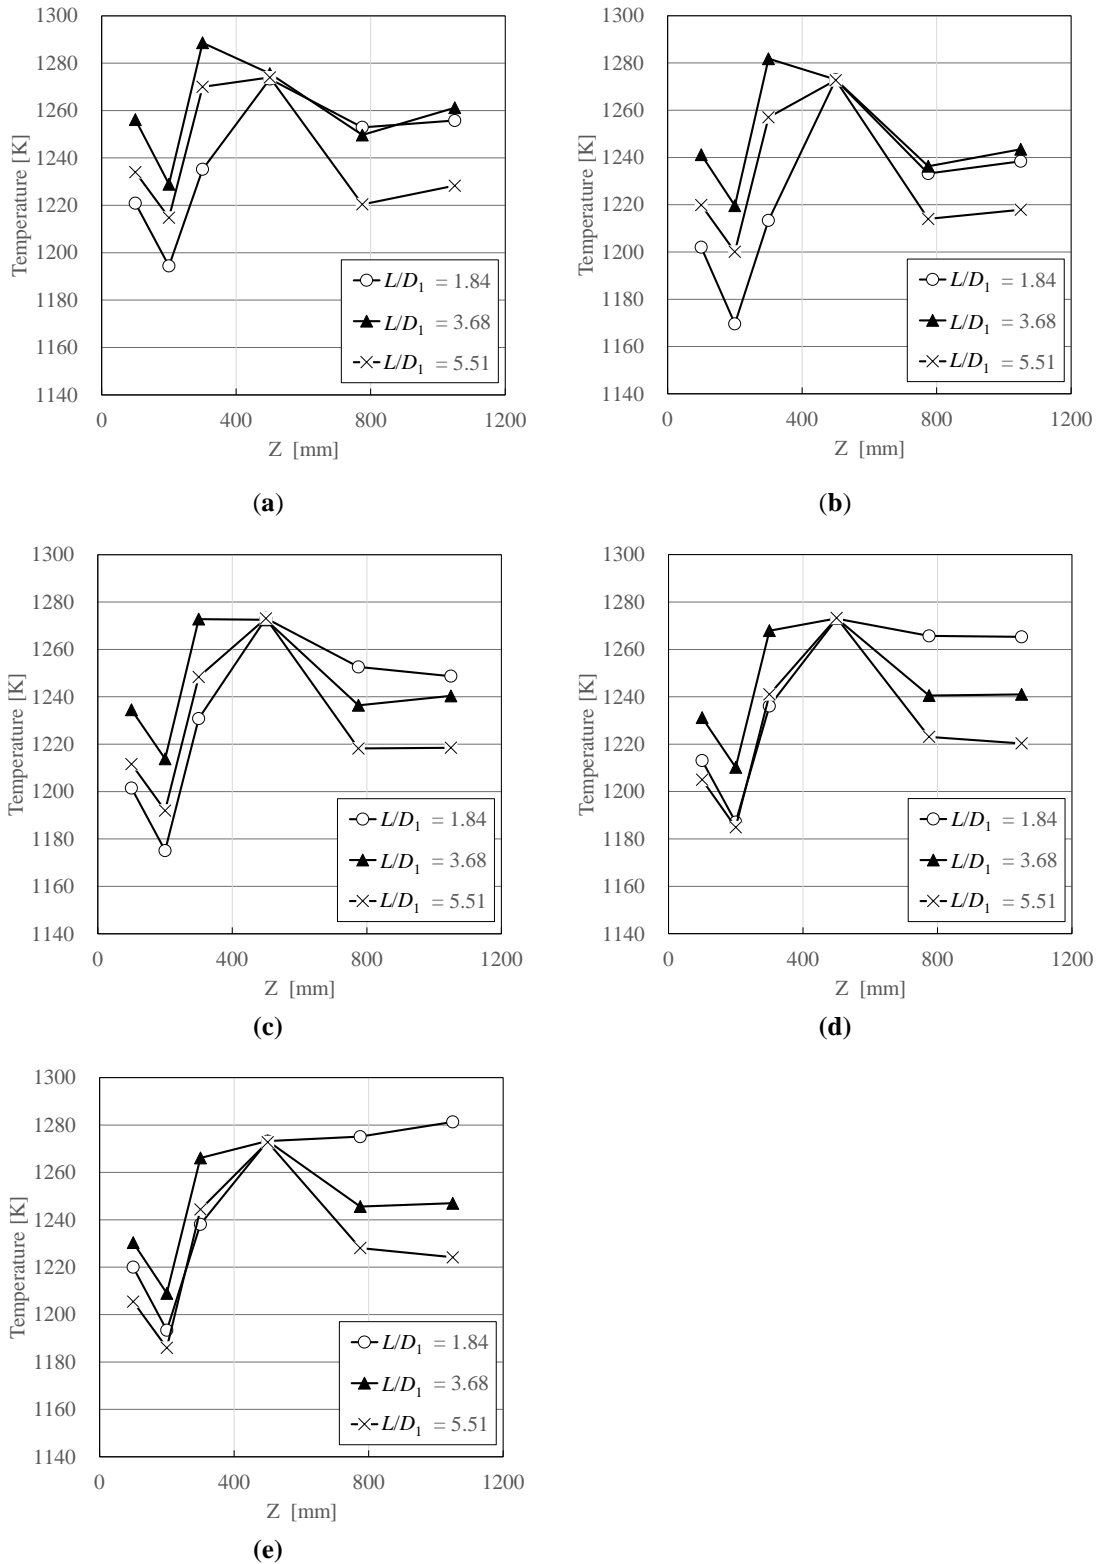 1300
1280
1260
1240
1220
1200
1180
1160
1140
Temperature [K]
0 400 800 1200
Z [mm]
L/D1 = 1.84
L/D1 = 3.68
L/D1 = 5.51
(a)
1300
1280
1260
1240
1220
1200
1180
1160
1140
Temperature [K]
0 400 800 1200
Z [mm]
L/D1 = 1.84
L/D1 = 3.68
L/D1 = 5.51
(b)
1300
1280
1260
1240
1220
1200
1180
1160
1140
Temperature [K]
0 400 800 1200
Z [mm]
L/D1 = 1.84
L/D1 = 3.68
L/D1 = 5.51
(c)
1300
1280
1260
1240
1220
1200
1180
1160
1140
Temperature [K]
0 400 800 1200
Z [mm]
L/D1 = 1.84
L/D1 = 3.68
L/D1 = 5.51
(d)
1300
1280
1260
1240
1220
1200
1180
1160
1140
Temperature [K]
0 400 800 1200
Z [mm]
L/D1 = 1.84
L/D1 = 3.68
L/D1 = 5.51
(e)